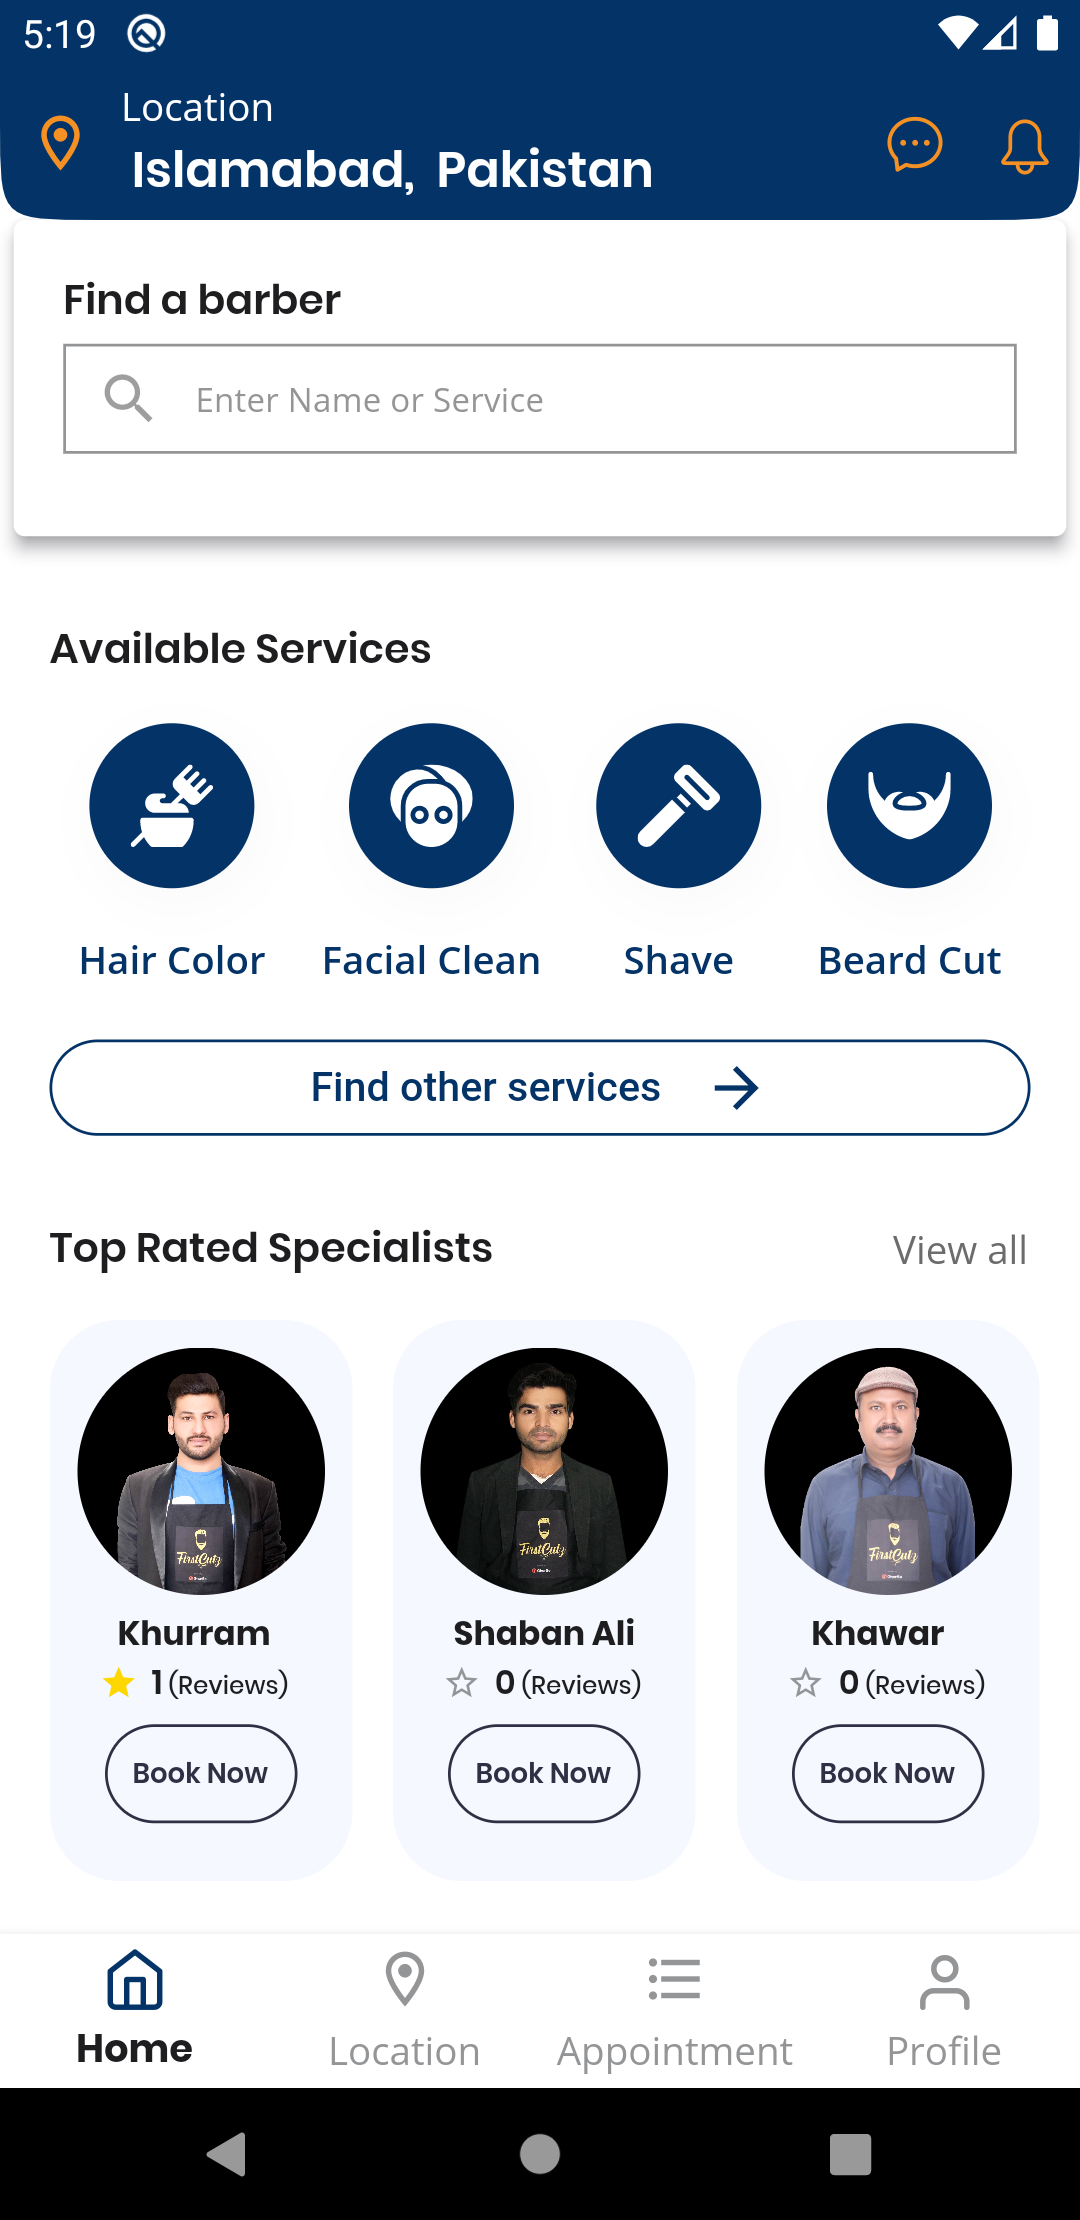 5:19
Location
Islamabad, Pakistan
Find a barber
Enter Name or Service
Available Services
Hair Color
Facial Clean
Shave
Beard Cut
Find other services
Top Rated Specialists
View all
FirstCutz
FirstCutz
FirstCutz
Khurram
Shaban Ali
Khawar
1 (Reviews)
0 (Reviews)
0 (Reviews)
Book Now
Book Now
Book Now
Home
Location
Appointment
Profile